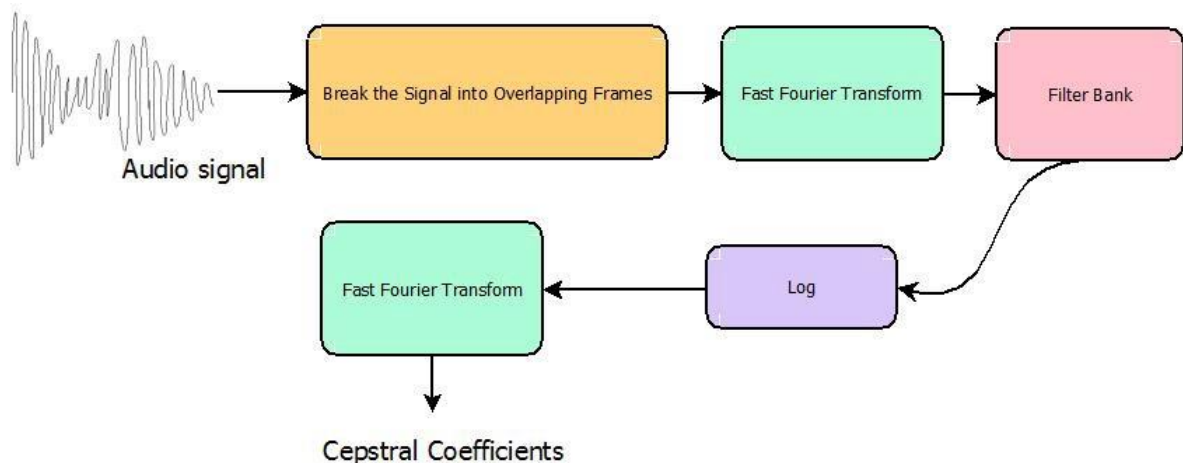 Audio signal
Break the Signal into Overlapping Frames
Fast Fourier Transform
Filter Bank
Log
Fast Fourier Transform
Cepstral Coefficients